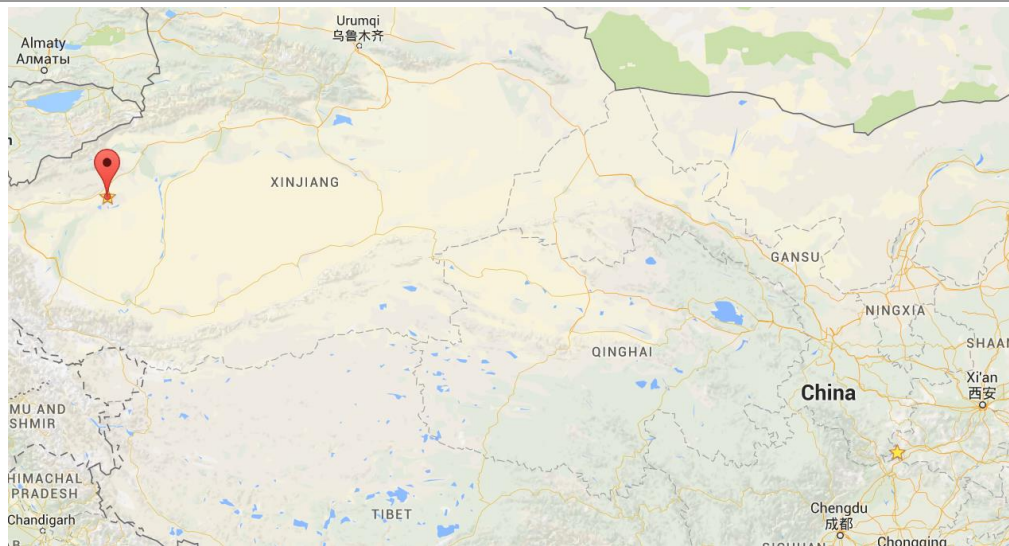 Urumqi
乌鲁木齐
Almaty
Алматы
XINJIANG
GANSU
NINGXIA
QINGHAI
SHAAN
Xi'an
西安
China
MU AND
SHMIR
HIMACHAL
PRADESH
Chandigarh
TIBET
Chengdu
成都
Chongqing